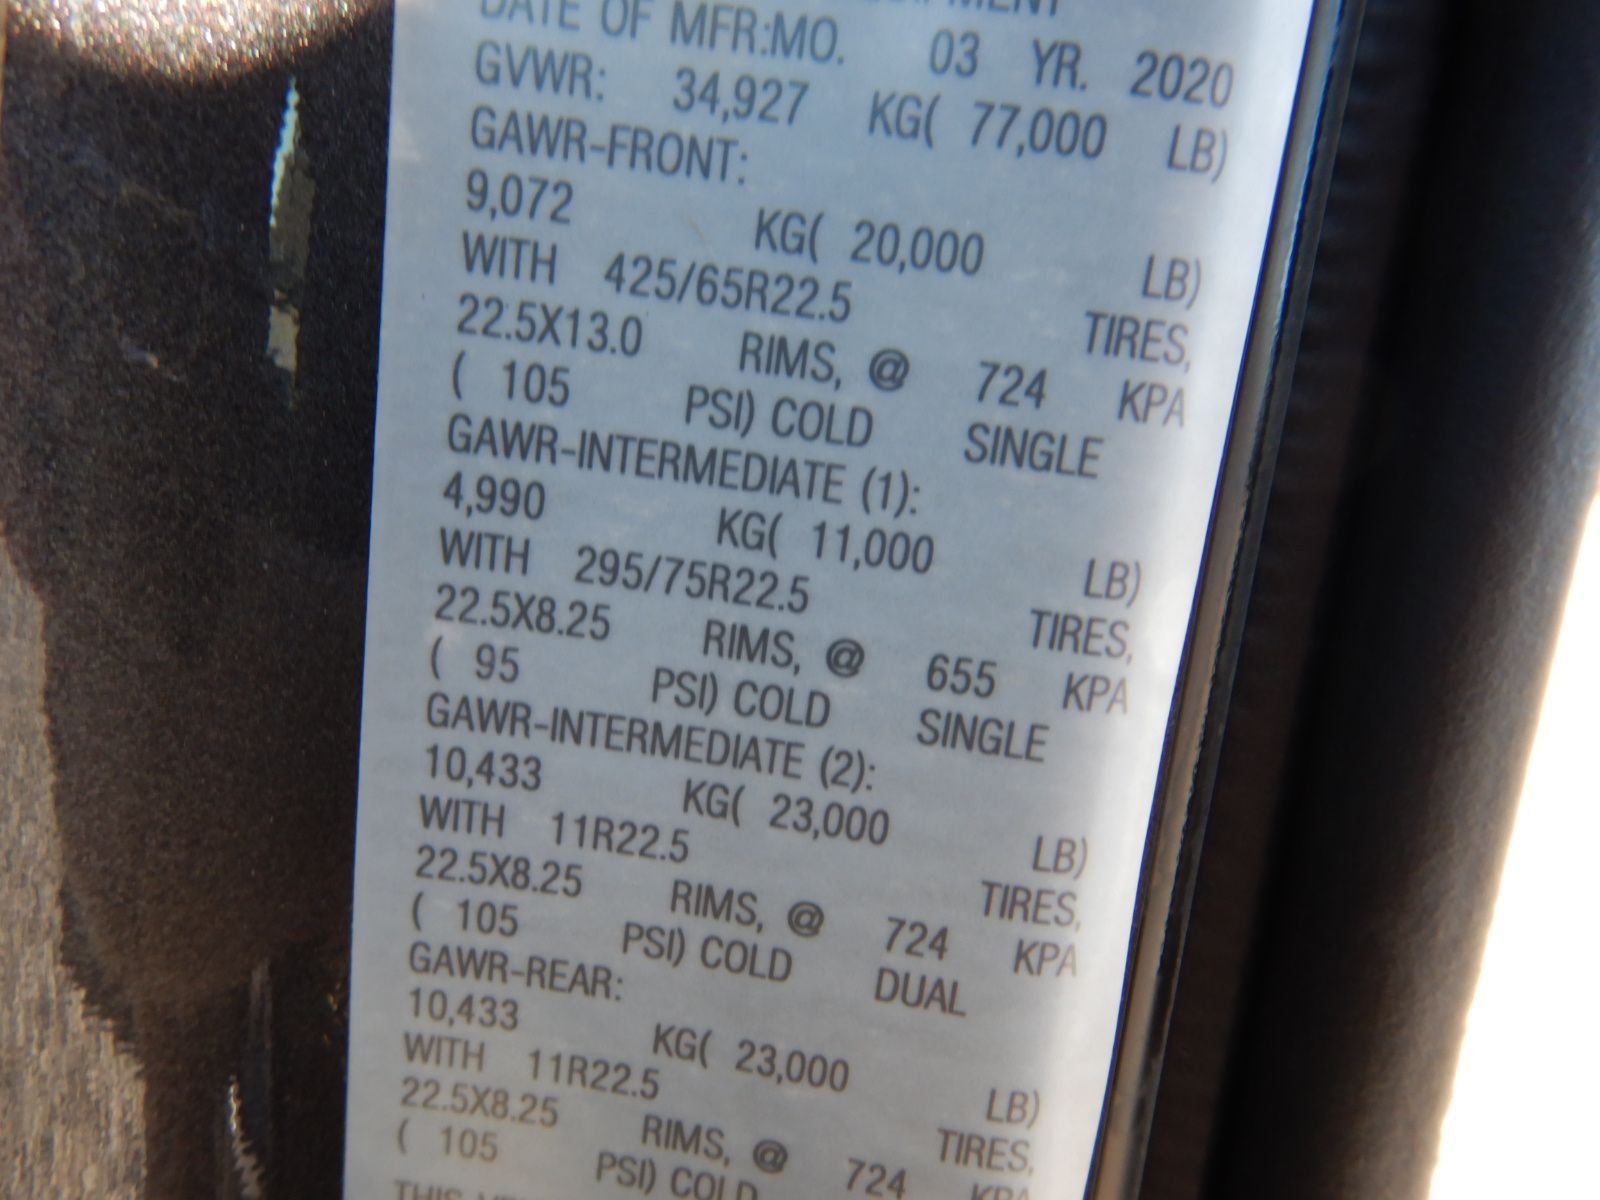 DATE OF MFR:MO. 03 YR. 2020
GVWR: 34,927 KG( 77,000 LB)
GAWR-FRONT:
9,072 KG( 20,000 LB)
WITH 425/65R22.5 TIRES,
22.5X13.0 RIMS, @ 724 KPA
( 105 PSI) COLD SINGLE
GAWR-INTERMEDIATE (1):
4,990 KG( 11,000 LB)
WITH 295/75R22.5 TIRES,
22.5X8.25 RIMS, @ 655 KPA
( 95 PSI) COLD SINGLE
GAWR-INTERMEDIATE (2):
10,433 KG( 23,000 LB)
WITH 11R22.5 TIRES,
22.5X8.25 RIMS, @ 724 KPA
( 105 PSI) COLD DUAL
GAWR-REAR:
10,433 KG( 23,000 LB)
WITH 11R22.5 TIRES,
22.5X8.25 RIMS, @ 724 KPA
( 105 PSI) COLD
THIS